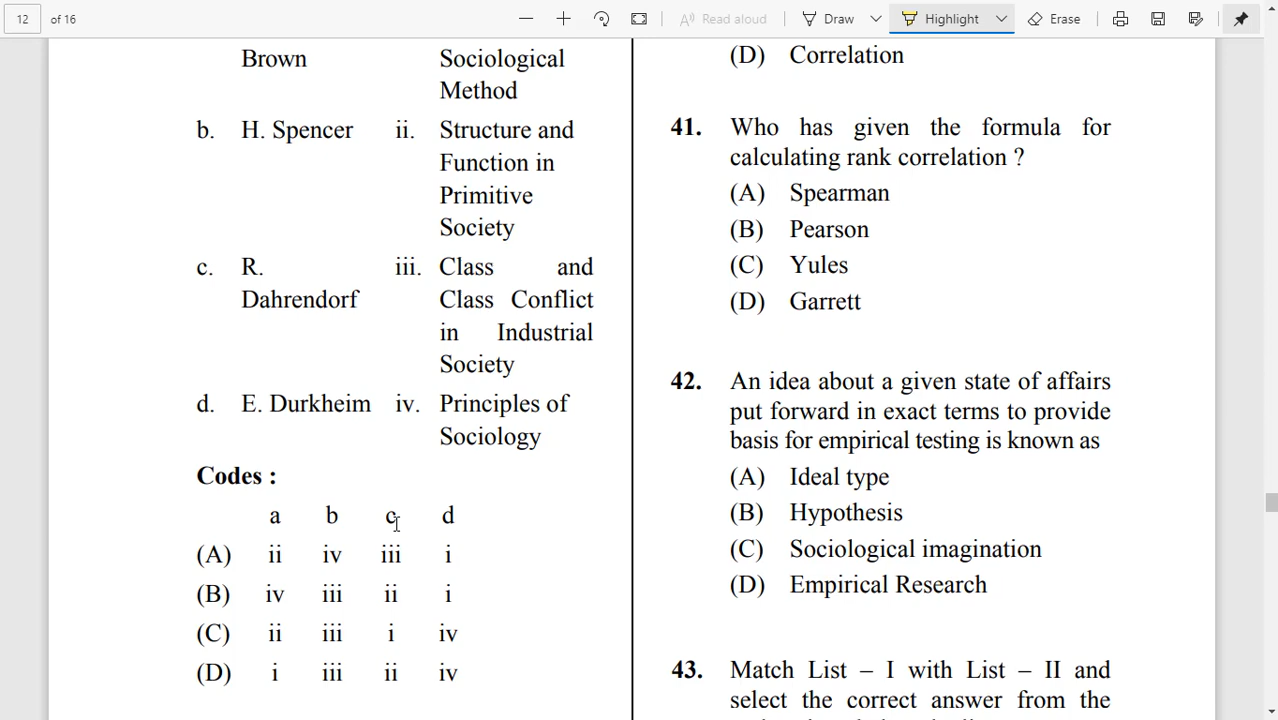 12 of 16 Read aloud Draw Highlight Erase
Brown Sociological
Method
b. H. Spencer ii. Structure and
Function in
Primitive
Society
c. R. iii. Class and
Dahrendorf Class Conflict
in Industrial
Society
d. E. Durkheim iv. Principles of
Sociology
Codes :
a b c d
(A) ii iv iii i
(B) iv iii ii i
(C) ii iii i iv
(D) i iii ii iv
(D) Correlation
41. Who has given the formula for
calculating rank correlation ?
(A) Spearman
(B) Pearson
(C) Yules
(D) Garrett
42. An idea about a given state of affairs
put forward in exact terms to provide
basis for empirical testing is known as
(A) Ideal type
(B) Hypothesis
(C) Sociological imagination
(D) Empirical Research
43. Match List – I with List – II and
select the correct answer from the